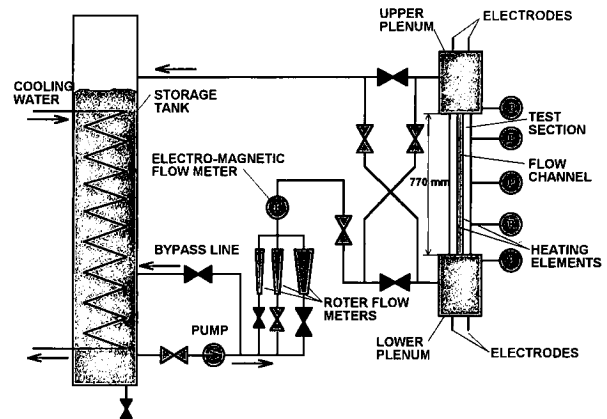 UPPER
PLENUM
ELECTRODES
COOLING
WATER
STORAGE
TANK
TEST
SECTION
ELECTRO-MAGNETIC
FLOW METER
770 mm
FLOW
CHANNEL
BYPASS LINE
HEATING
ELEMENTS
ROTER FLOW
METERS
PUMP
LOWER
PLENUM
ELECTRODES